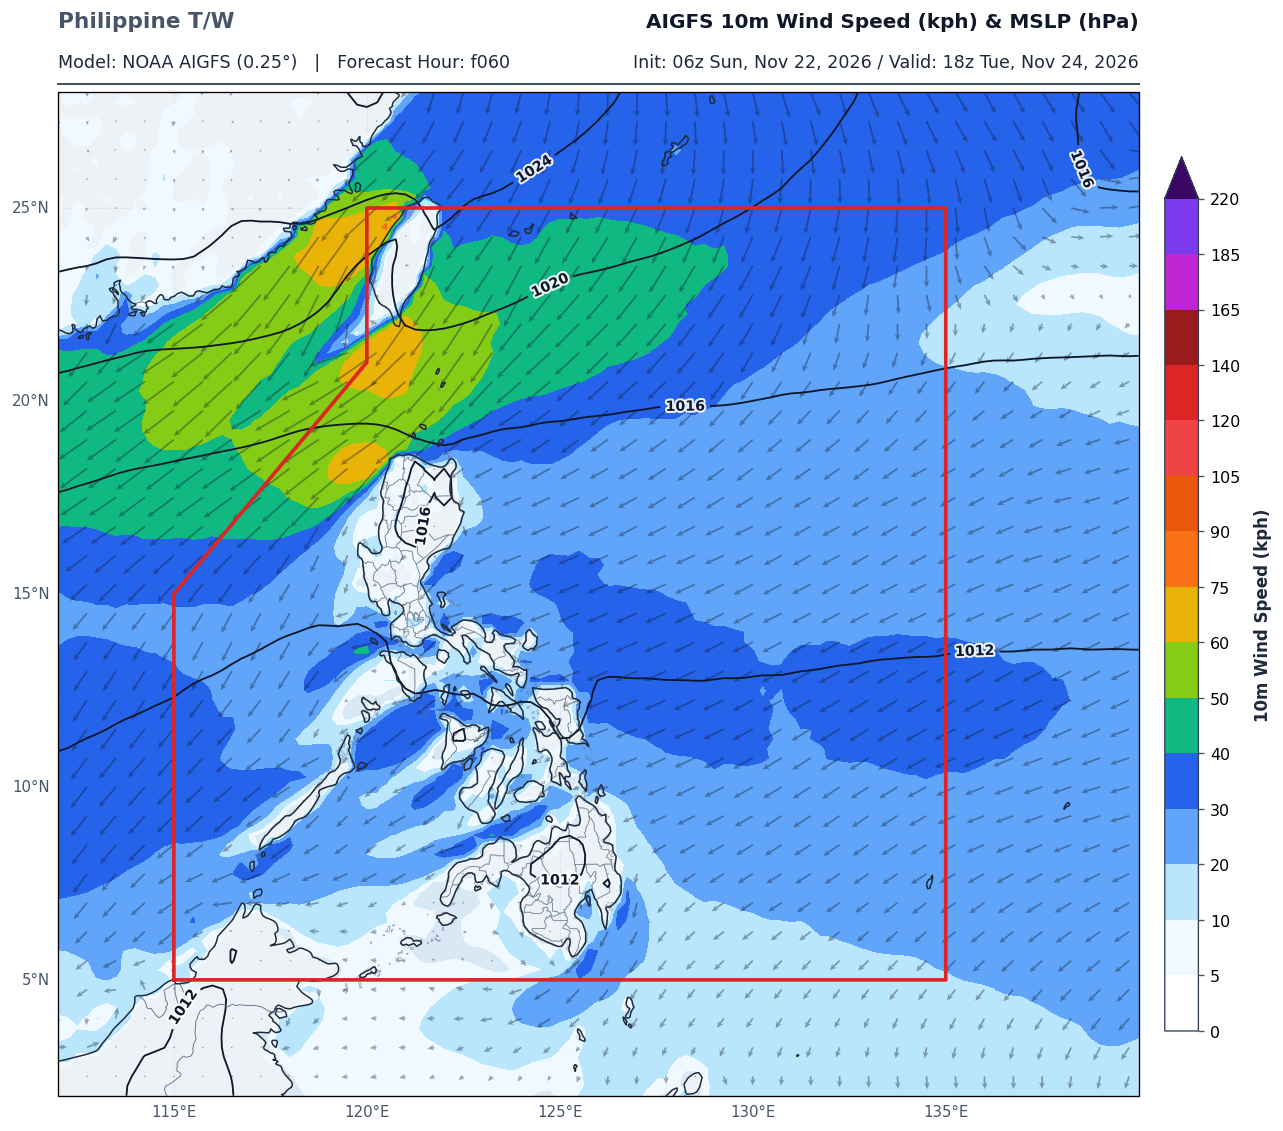 Philippine T/W
AIGFS 10m Wind Speed (kph) & MSLP (hPa)
Model: NOAA AIGFS (0.25°) | Forecast Hour: f060
Init: 06z Sun, Nov 22, 2026 / Valid: 18z Tue, Nov 24, 2026
1024
1016
1020
1016
1016
1012
1012
1012
25°N
20°N
15°N
10°N
5°N
115°E
120°E
125°E
130°E
135°E
220
185
165
140
120
105
90
75
60
50
40
30
20
10
5
0
10m Wind Speed (kph)